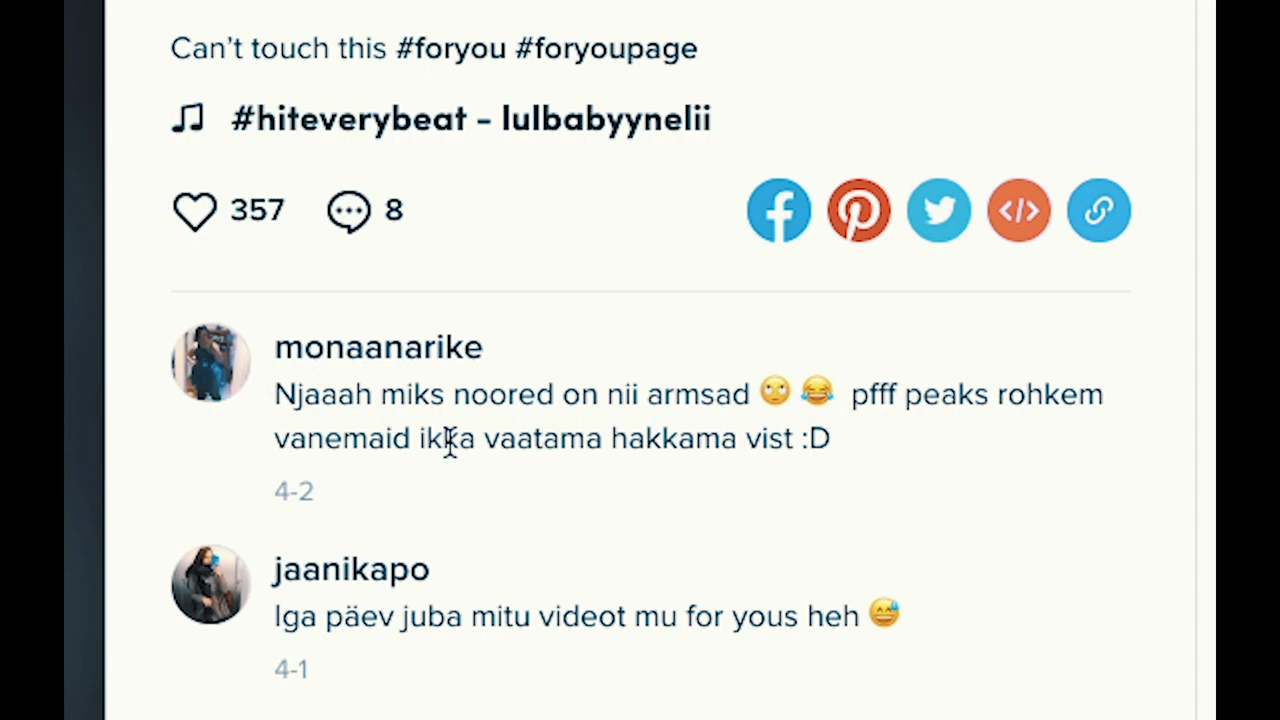 Can't touch this #foryou #foryoupage
#hiteverybeat - lulbabyynelii
357 8
monaanarike
Njaaah miks noored on nii armsad 🙄 😂 pfff peaks rohkem
vanemaid ikka vaatama hakkama vist :D
4-2
jaanikapo
Iga päev juba mitu videot mu for yous heh 😅
4-1